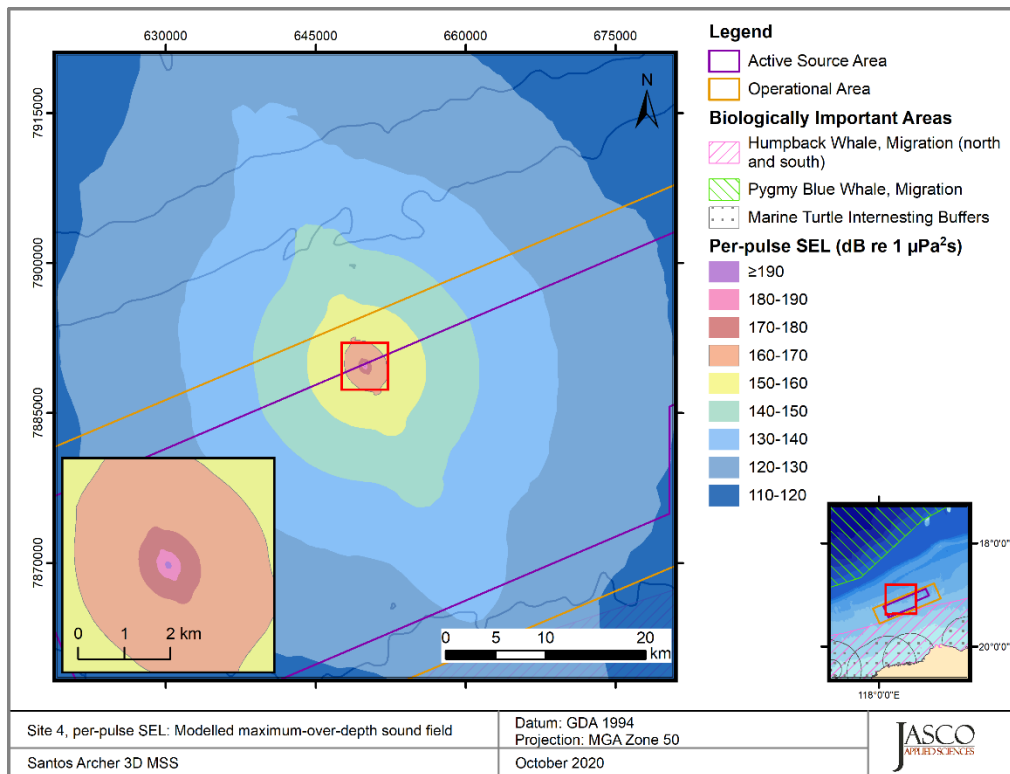 630000 645000 660000 675000
7915000
7900000
7885000
7870000
N
0 1 2 km
0 5 10 20
km
Legend
Active Source Area
Operational Area
Biologically Important Areas
Humpback Whale, Migration (north
and south)
Pygmy Blue Whale, Migration
Marine Turtle Internesting Buffers
Per-pulse SEL (dB re 1 µPa²s)
≥190
180-190
170-180
160-170
150-160
140-150
130-140
120-130
110-120
18°0'0"
20°0'0"
118°0'0"E
Site 4, per-pulse SEL: Modelled maximum-over-depth sound field
Santos Archer 3D MSS
Datum: GDA 1994
Projection: MGA Zone 50
October 2020
JASCO
APPLIED SCIENCES